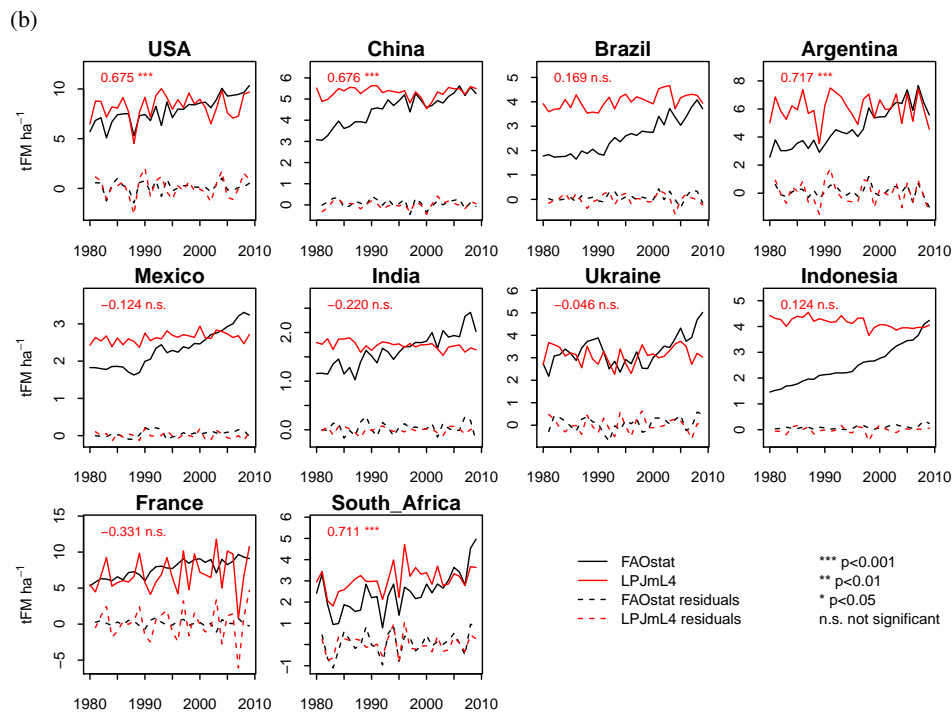 (b)
USA China Brazil Argentina
0.675 *** 0.676 *** 0.169 n.s. 0.717 ***
tFM ha⁻¹
0 5 10
0 1 2 3 4 5 6
0 1 2 3 4 5
0 2 4 6 8
1980 1990 2000 2010 1980 1990 2000 2010 1980 1990 2000 2010 1980 1990 2000 2010
Mexico India Ukraine Indonesia
−0.124 n.s. −0.220 n.s. −0.046 n.s. 0.124 n.s.
tFM ha⁻¹
0 1 2 3
0.0 1.0 2.0
0 1 2 3 4 5 6
0 1 2 3 4 5
1980 1990 2000 2010 1980 1990 2000 2010 1980 1990 2000 2010 1980 1990 2000 2010
France South_Africa
−0.331 n.s. 0.711 ***
tFM ha⁻¹
−5 0 5 10 15
−1 1 2 3 4 5 6
1980 1990 2000 2010 1980 1990 2000 2010
FAOstat
LPJmL4
FAOstat residuals
LPJmL4 residuals
*** p<0.001
** p<0.01
* p<0.05
n.s. not significant